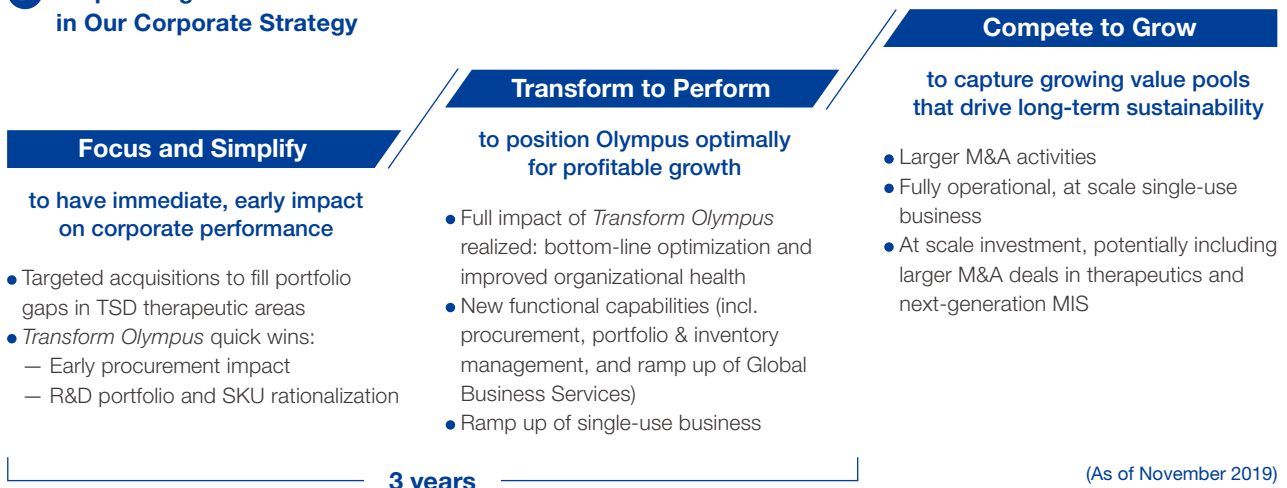 in Our Corporate Strategy
Focus and Simplify
to have immediate, early impact
on corporate performance
● Targeted acquisitions to fill portfolio
gaps in TSD therapeutic areas
● Transform Olympus quick wins:
— Early procurement impact
— R&D portfolio and SKU rationalization
Transform to Perform
to position Olympus optimally
for profitable growth
● Full impact of Transform Olympus
realized: bottom-line optimization and
improved organizational health
● New functional capabilities (incl.
procurement, portfolio & inventory
management, and ramp up of Global
Business Services)
● Ramp up of single-use business
Compete to Grow
to capture growing value pools
that drive long-term sustainability
● Larger M&A activities
● Fully operational, at scale single-use
business
● At scale investment, potentially including
larger M&A deals in therapeutics and
next-generation MIS
3 years
(As of November 2019)